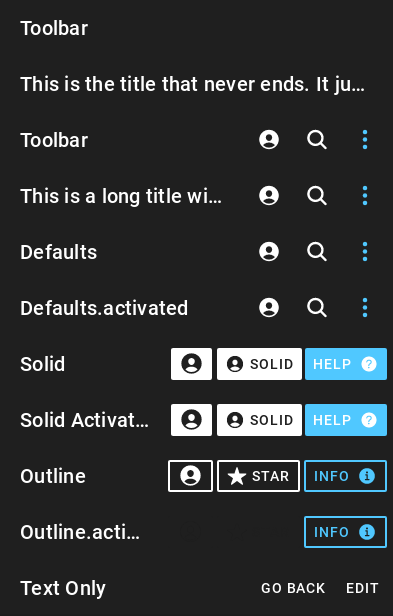 Toolbar
This is the title that never ends. It ju...
Toolbar
This is a long title wi...
Defaults
Defaults.activated
Solid SOLID HELP
Solid Activat... SOLID HELP
Outline STAR INFO
Outline.acti... INFO
Text Only GO BACK EDIT